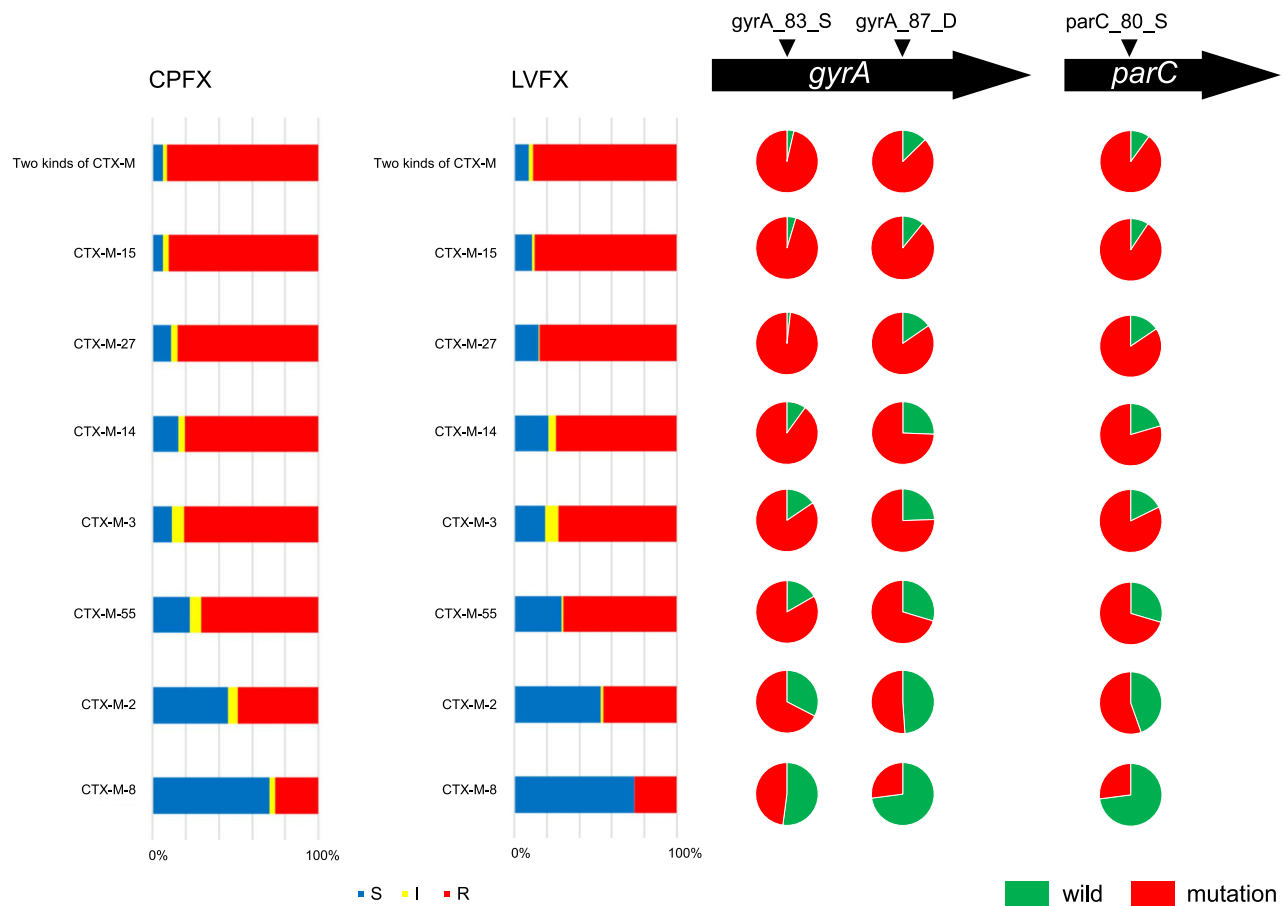 gyrA_83_S gyrA_87_D parC_80_S
CPFX LVFX gyrA parC
Two kinds of CTX-M Two kinds of CTX-M
CTX-M-15 CTX-M-15
CTX-M-27 CTX-M-27
CTX-M-14 CTX-M-14
CTX-M-3 CTX-M-3
CTX-M-55 CTX-M-55
CTX-M-2 CTX-M-2
CTX-M-8 CTX-M-8
0% 100% 0% 100%
S I R wild mutation